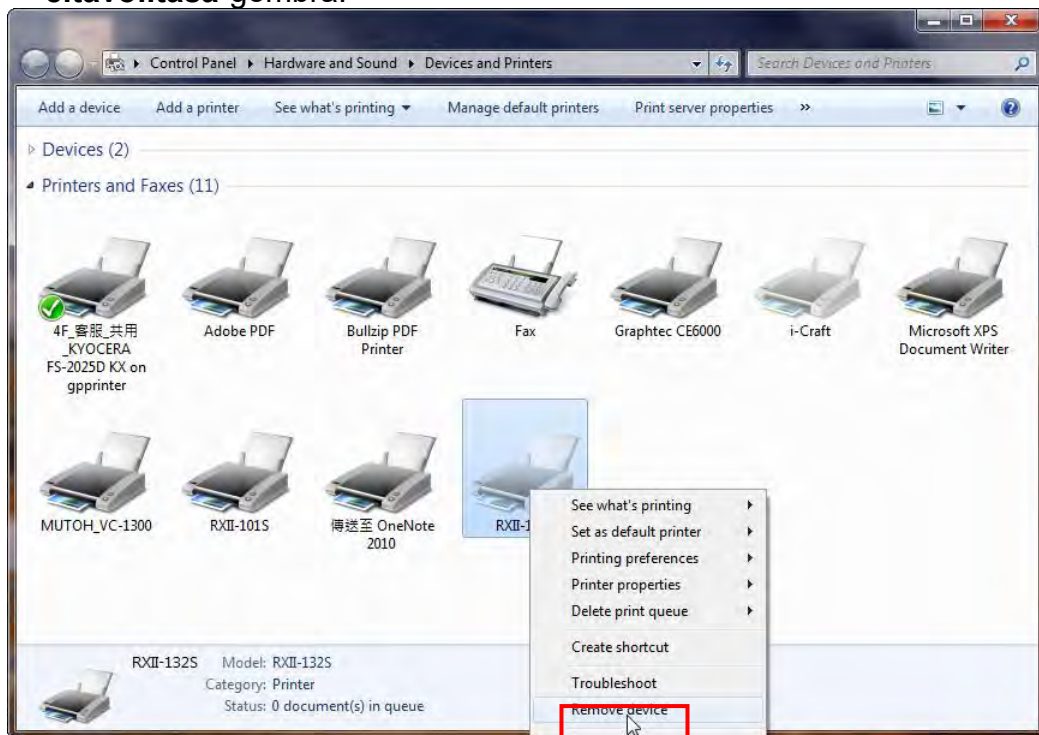 eltávolítása gombra.
Control Panel ▸ Hardware and Sound ▸ Devices and Printers
Search Devices and Printers
Add a device Add a printer See what's printing Manage default printers Print server properties »
Devices (2)
Printers and Faxes (11)
4F_客服_共用
_KYOCERA
FS-2025D KX on
gpprinter
Adobe PDF
Bullzip PDF
Printer
Fax
Graphtec CE6000
i-Craft
Microsoft XPS
Document Writer
MUTOH_VC-1300
RXII-101S
傳送至 OneNote
2010
RXII-1
See what's printing
Set as default printer
Printing preferences
Printer properties
Delete print queue
Create shortcut
Troubleshoot
Remove device
RXII-132S Model: RXII-132S
Category: Printer
Status: 0 document(s) in queue